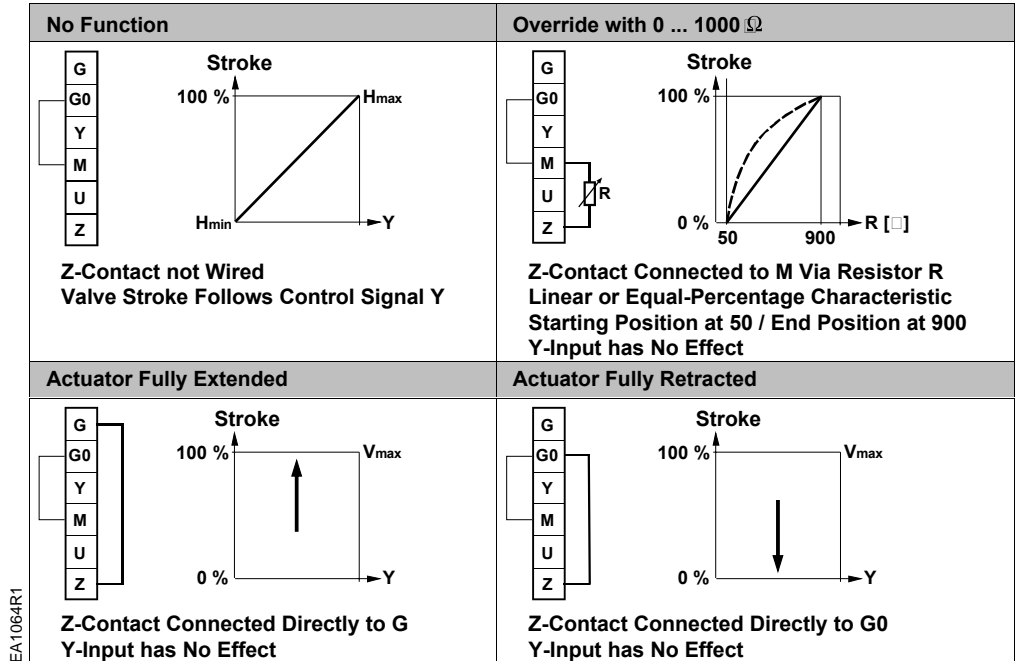 No Function
G
G0
Y
M
U
Z
Stroke
100 %
Hmax
Hmin
Y
Z-Contact not Wired
Valve Stroke Follows Control Signal Y
Override with 0 ... 1000 Ω
G
G0
Y
M
U
Z
R
Stroke
100 %
0 %
50
900
R [□]
Z-Contact Connected to M Via Resistor R
Linear or Equal-Percentage Characteristic
Starting Position at 50 / End Position at 900
Y-Input has No Effect
Actuator Fully Extended
G
G0
Y
M
U
Z
Stroke
100 %
Vmax
0 %
Y
Z-Contact Connected Directly to G
Y-Input has No Effect
Actuator Fully Retracted
G
G0
Y
M
U
Z
Stroke
100 %
Vmax
0 %
Y
Z-Contact Connected Directly to G0
Y-Input has No Effect
EA1064R1